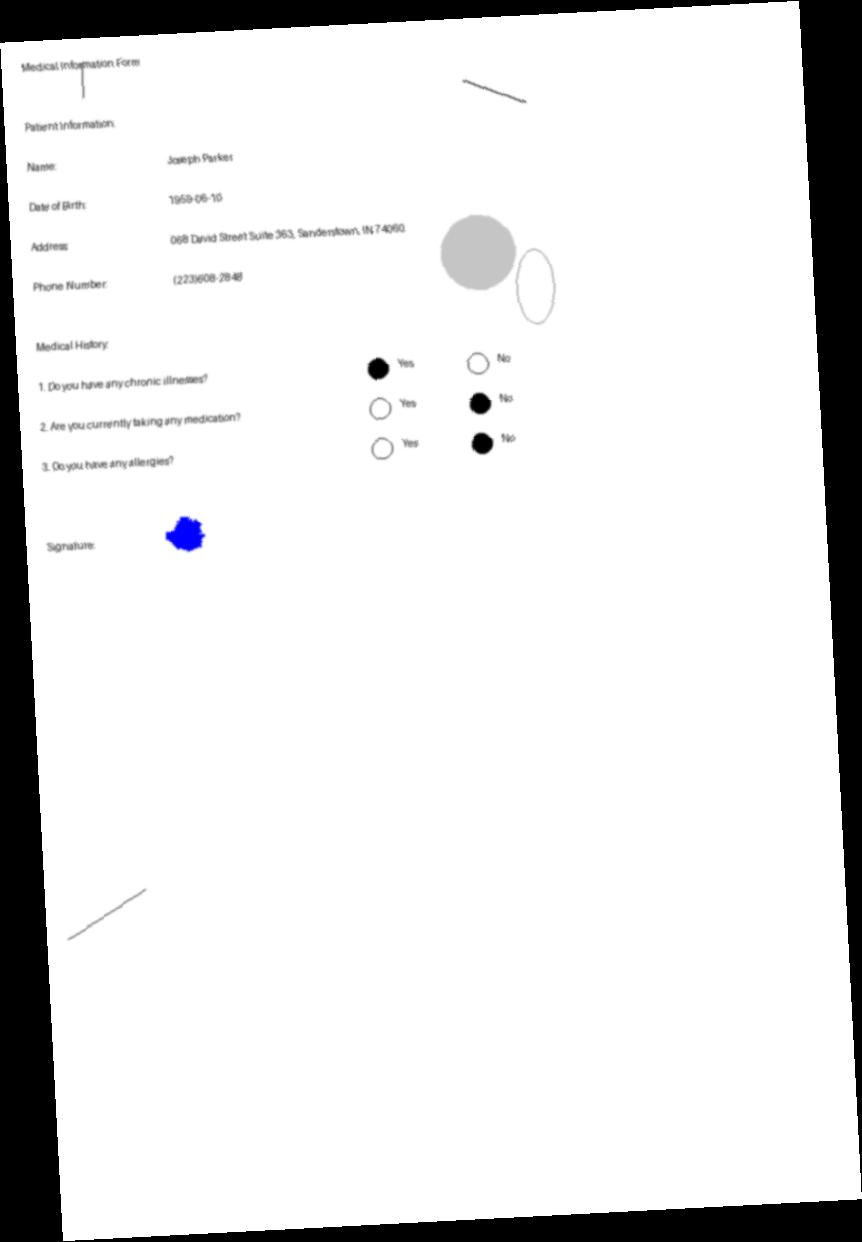 Medical Information Form
Patient Information:
Name: Joseph Parker
Date of Birth: 1959-06-10
Address: 068 David Street Suite 363, Sanderstown, IN 74060
Phone Number: (223)608-2848
Medical History:
1. Do you have any chronic illnesses? Yes No
2. Are you currently taking any medication? Yes No
3. Do you have any allergies? Yes No
Signature: